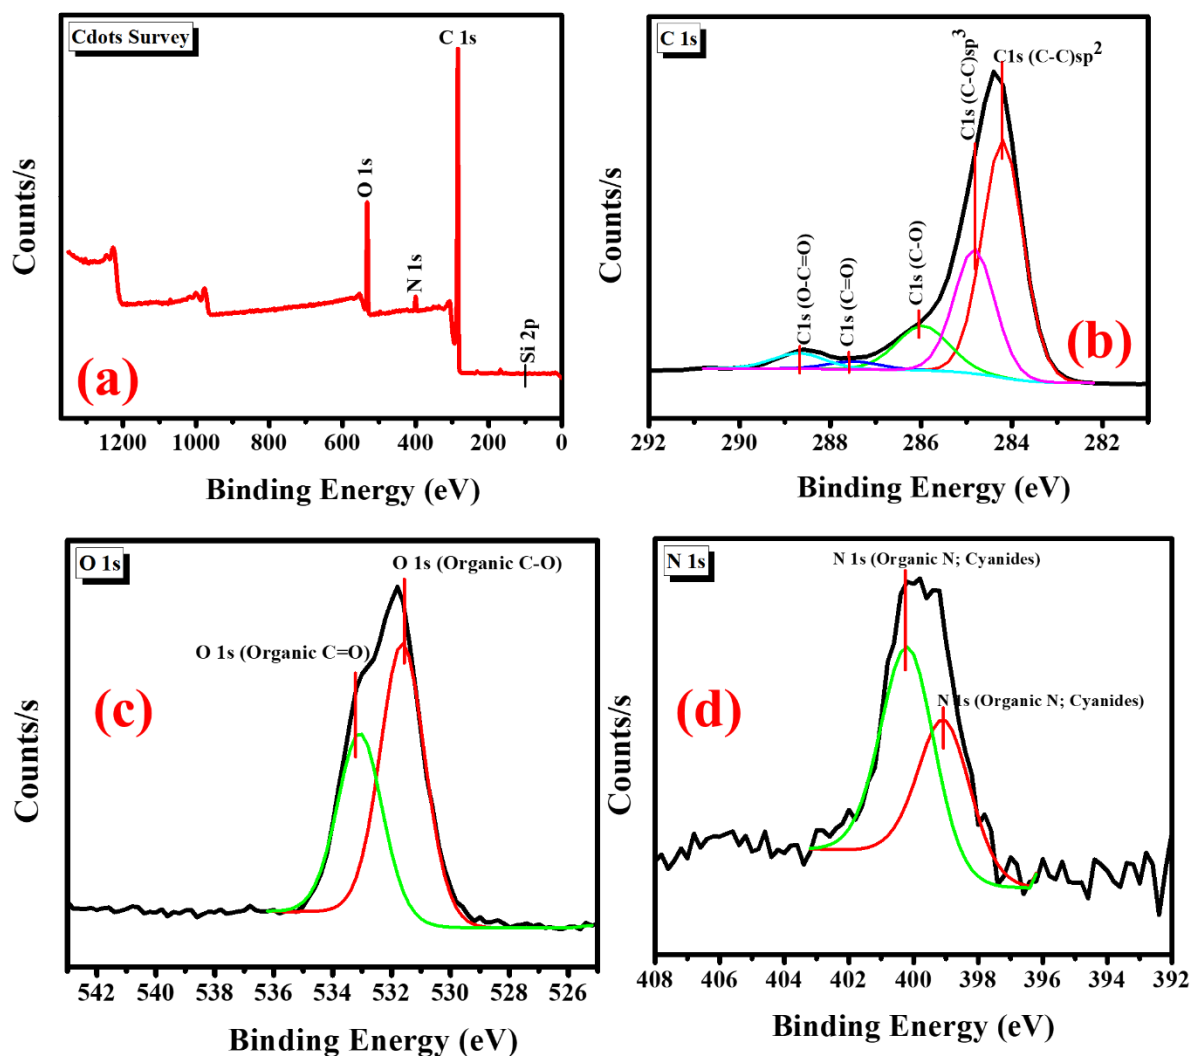 Cdots Survey
C 1s
O 1s
N 1s
Si 2p
(a)
Counts/s
1200 1000 800 600 400 200 0
Binding Energy (eV)
C 1s
C1s (C-C)sp³
C1s (C-C)sp²
C1s (O-C=O)
C1s (C=O)
C1s (C-O)
(b)
Counts/s
292 290 288 286 284 282
Binding Energy (eV)
O 1s
O 1s (Organic C-O)
O 1s (Organic C=O)
(c)
Counts/s
542 540 538 536 534 532 530 528 526
Binding Energy (eV)
N 1s
N 1s (Organic N; Cyanides)
N 1s (Organic N; Cyanides)
(d)
Counts/s
408 406 404 402 400 398 396 394 392
Binding Energy (eV)